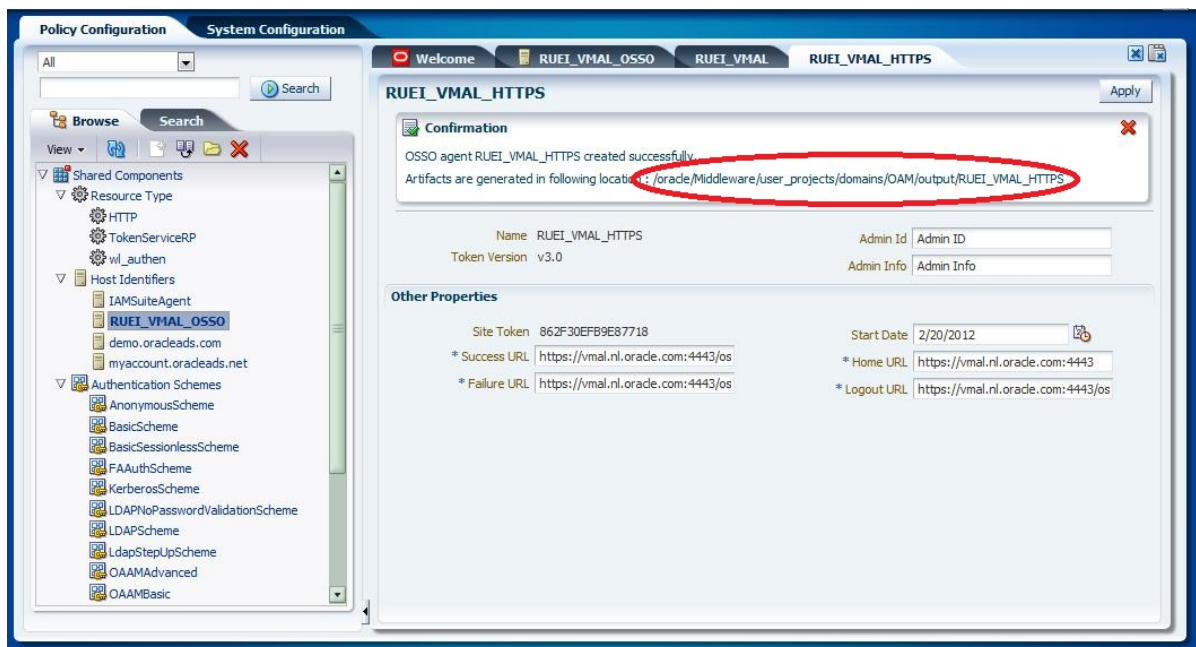 Policy Configuration
System Configuration
All
Search
Browse
Search
View
Shared Components
Resource Type
HTTP
TokenServiceRP
wl_authen
Host Identifiers
IAMSuiteAgent
RUEI_VMAL_OSSO
demo.oracleads.com
myaccount.oracleads.net
Authentication Schemes
AnonymousScheme
BasicScheme
BasicSessionlessScheme
FAAuthScheme
KerberosScheme
LDAPNoPasswordValidationScheme
LDAPScheme
LdapStepUpScheme
OAAMAdvanced
OAAMBasic
Welcome
RUEI_VMAL_OSSO
RUEI_VMAL
RUEI_VMAL_HTTPS
RUEI_VMAL_HTTPS
Apply
Confirmation
OSSO agent RUEI_VMAL_HTTPS created successfully.
Artifacts are generated in following location : /oracle/Middleware/user_projects/domains/OAM/output/RUEI_VMAL_HTTPS
Name RUEI_VMAL_HTTPS
Token Version v3.0
Admin Id Admin ID
Admin Info Admin Info
Other Properties
Site Token 862F30EFB9E87718
* Success URL https://vmal.nl.oracle.com:4443/os
* Failure URL https://vmal.nl.oracle.com:4443/os
Start Date 2/20/2012
* Home URL https://vmal.nl.oracle.com:4443
* Logout URL https://vmal.nl.oracle.com:4443/os